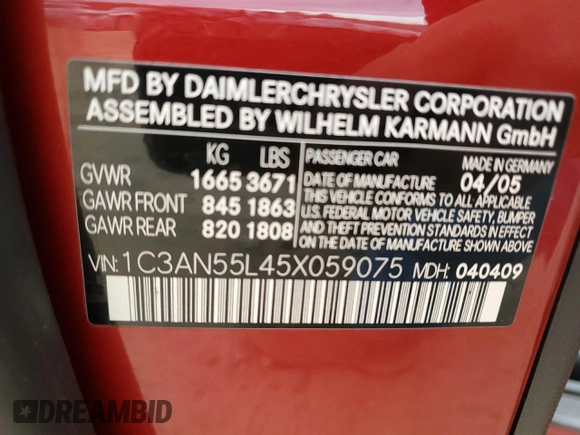 MFD BY DAIMLERCHRYSLER CORPORATION
ASSEMBLED BY WILHELM KARMANN GmbH
KG LBS
GVWR 1665 3671
GAWR FRONT 845 1863
GAWR REAR 820 1808
PASSENGER CAR MADE IN GERMANY
DATE OF MANUFACTURE 04/05
THIS VEHICLE CONFORMS TO ALL APPLICABLE
U.S. FEDERAL MOTOR VEHICLE SAFETY, BUMPER
AND THEFT PREVENTION STANDARDS IN EFFECT
ON THE DATE OF MANUFACTURE SHOWN ABOVE.
VIN: 1C3AN55L45X059075 MDH: 040409
DREAMBID